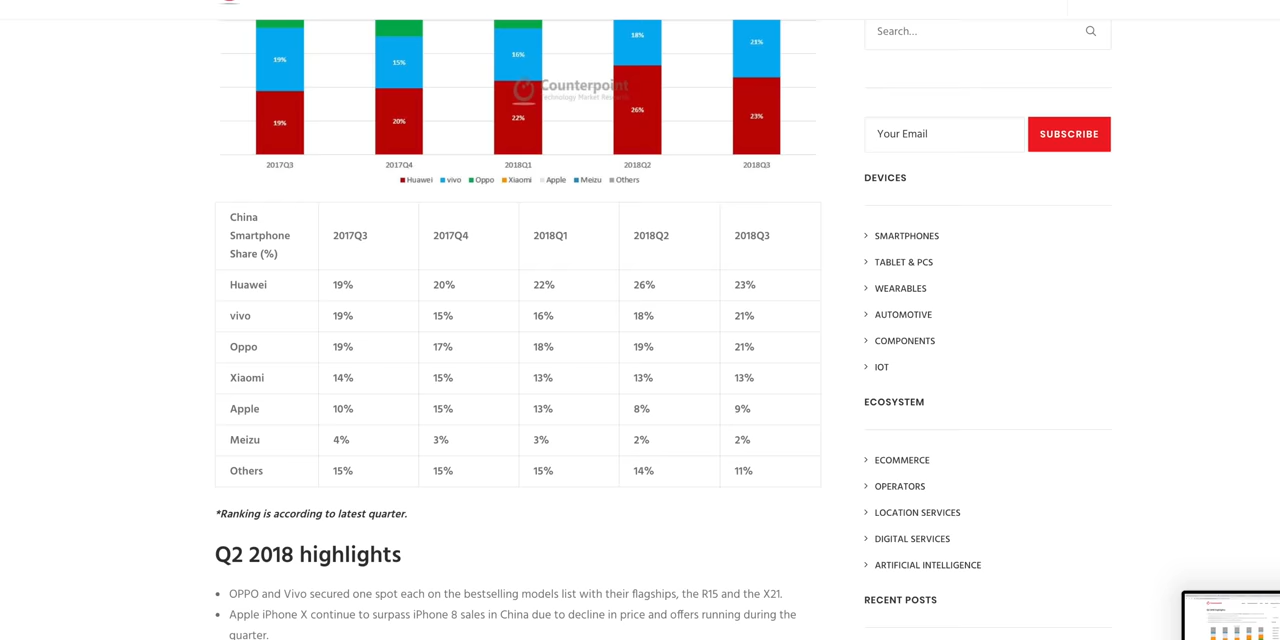 19%
15%
16%
18%
21%
19%
20%
22%
26%
23%
Counterpoint
Technology Market Research
2017Q3 2017Q4 2018Q1 2018Q2 2018Q3
Huawei vivo Oppo Xiaomi Apple Meizu Others
China Smartphone Share (%) 2017Q3 2017Q4 2018Q1 2018Q2 2018Q3
Huawei 19% 20% 22% 26% 23%
vivo 19% 15% 16% 18% 21%
Oppo 19% 17% 18% 19% 21%
Xiaomi 14% 15% 13% 13% 13%
Apple 10% 15% 13% 8% 9%
Meizu 4% 3% 3% 2% 2%
Others 15% 15% 15% 14% 11%
*Ranking is according to latest quarter.
Q2 2018 highlights
OPPO and Vivo secured one spot each on the bestselling models list with their flagships, the R15 and the X21.
Apple iPhone X continue to surpass iPhone 8 sales in China due to decline in price and offers running during the
quarter.
Search...
Your Email SUBSCRIBE
DEVICES
SMARTPHONES
TABLET & PCS
WEARABLES
AUTOMOTIVE
COMPONENTS
IOT
ECOSYSTEM
ECOMMERCE
OPERATORS
LOCATION SERVICES
DIGITAL SERVICES
ARTIFICIAL INTELLIGENCE
RECENT POSTS